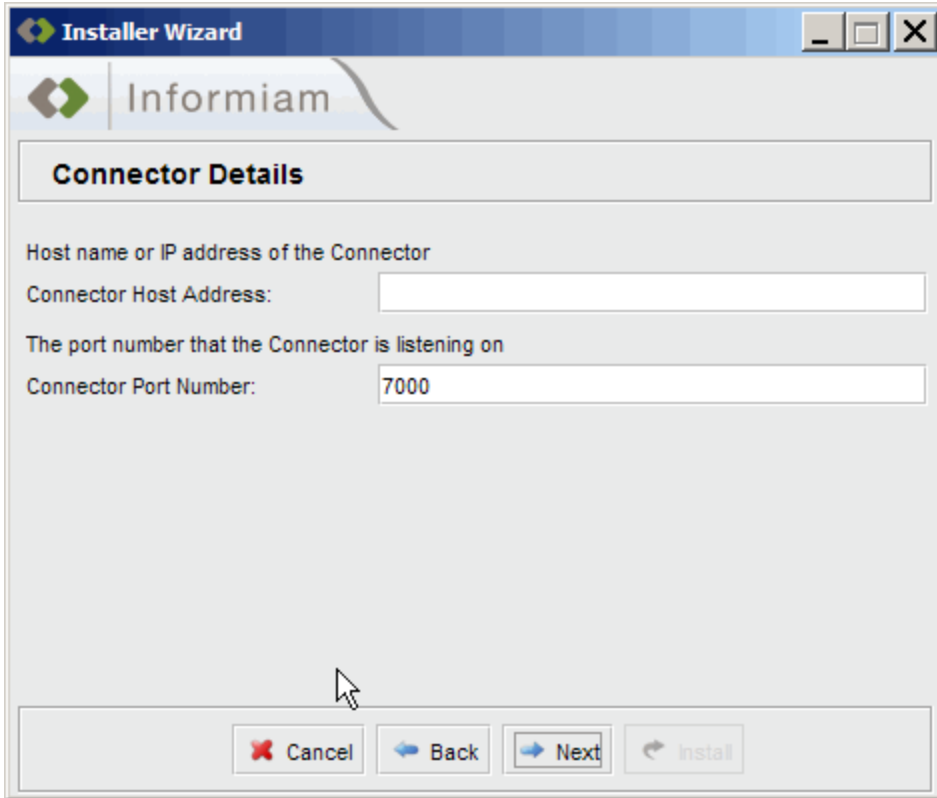 Installer Wizard
Informiam
Connector Details
Host name or IP address of the Connector
Connector Host Address:
The port number that the Connector is listening on
Connector Port Number: 7000
Cancel Back Next Install